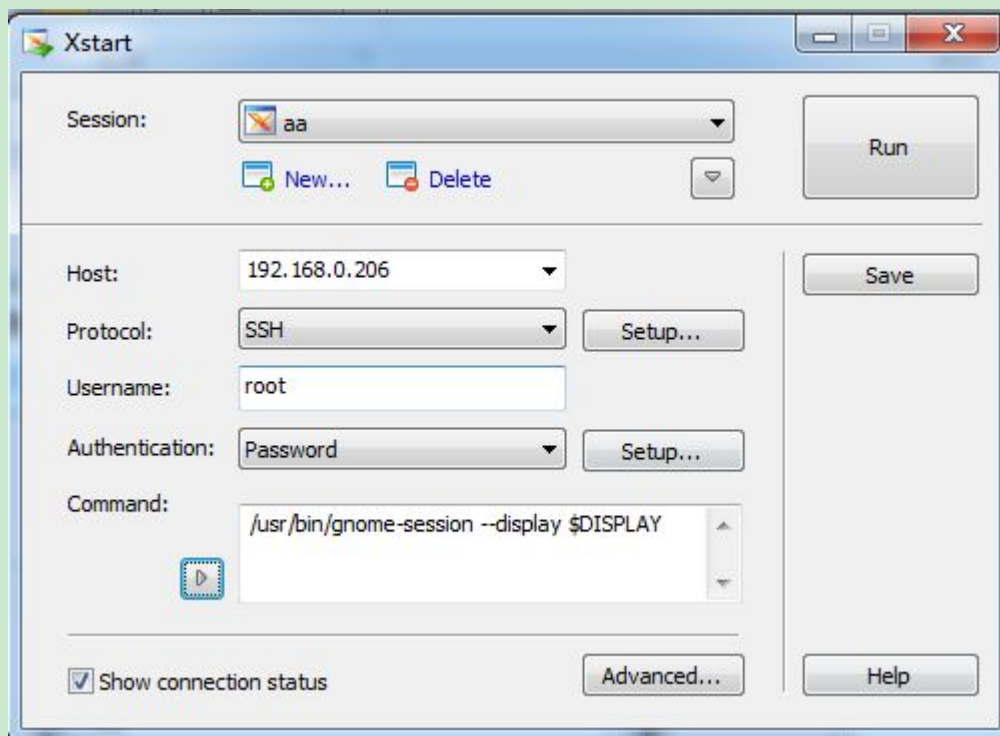 Xstart
Session:
aa
Run
New...
Delete
Host:
192.168.0.206
Save
Protocol:
SSH
Setup...
Username:
root
Authentication:
Password
Setup...
Command:
/usr/bin/gnome-session --display $DISPLAY
Show connection status
Advanced...
Help